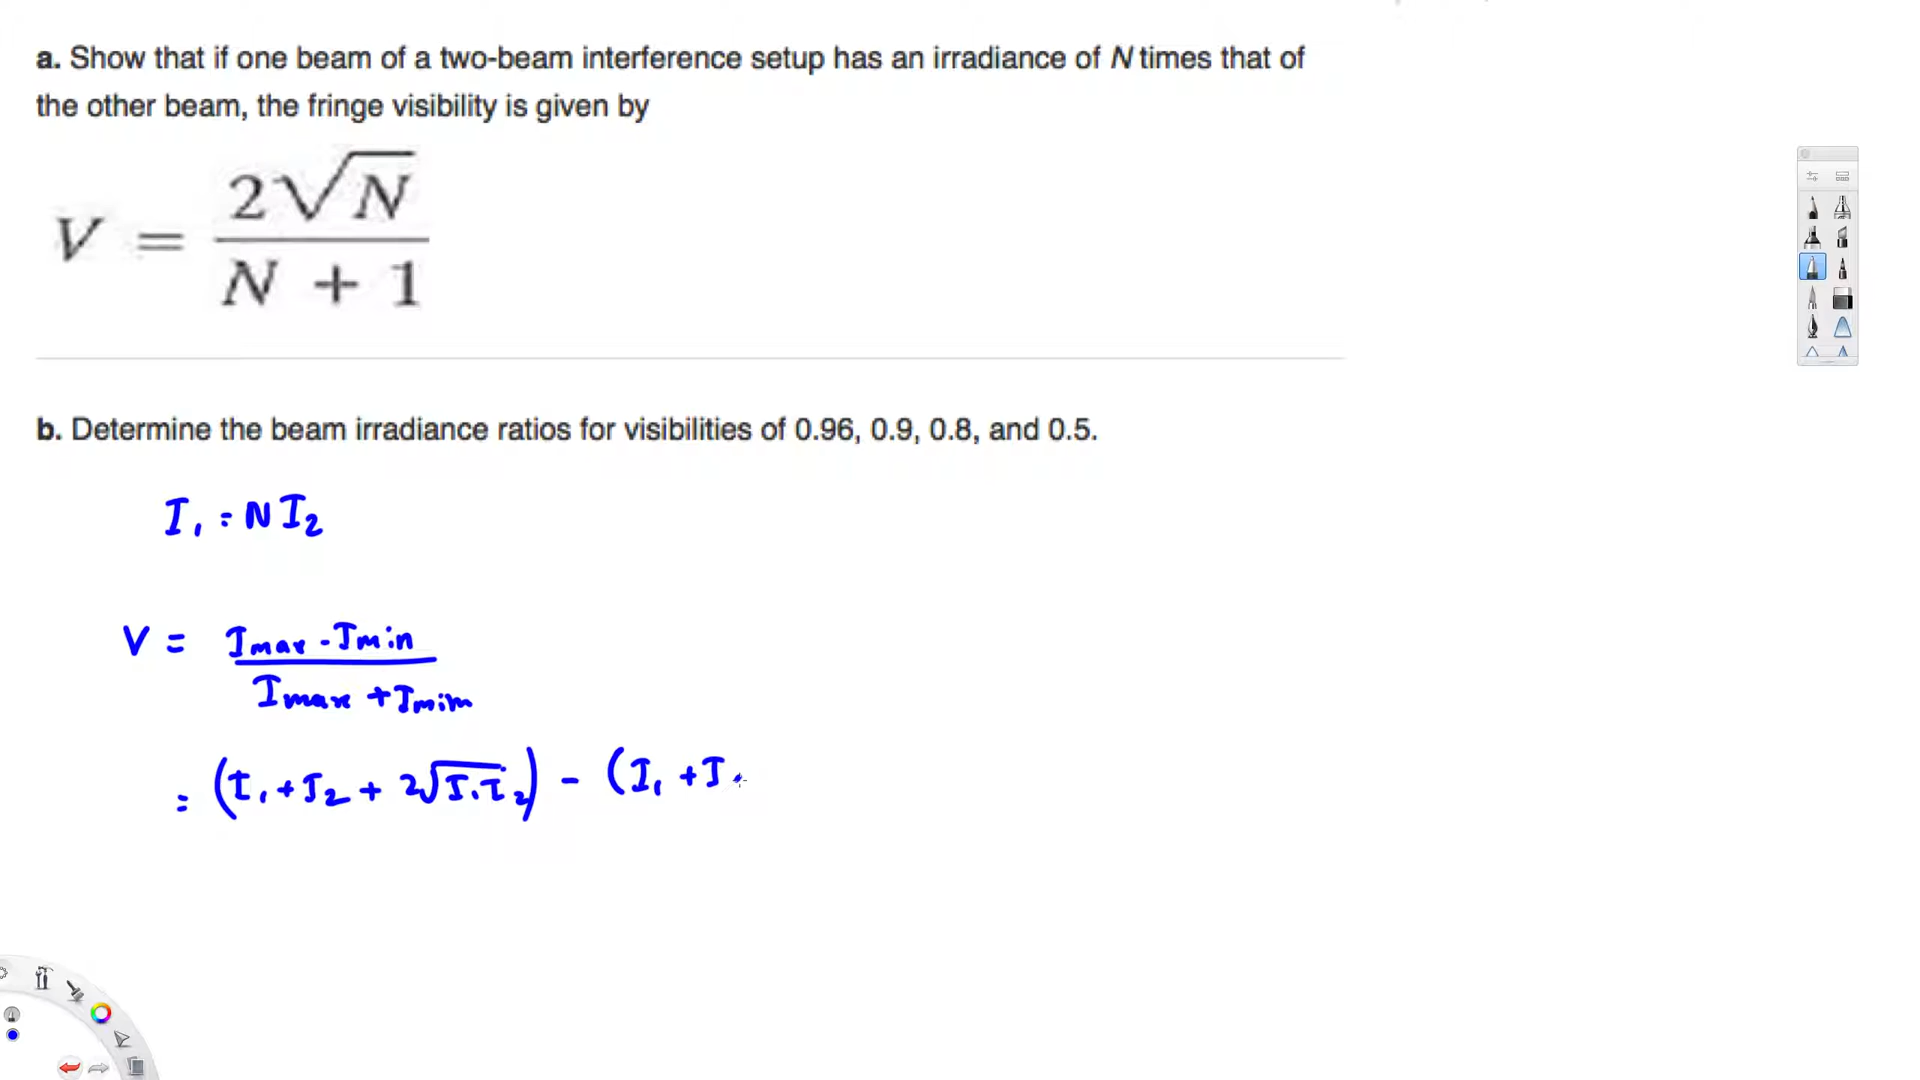 a. Show that if one beam of a two-beam interference setup has an irradiance of N times that of
the other beam, the fringe visibility is given by
V = 2√N / N + 1
b. Determine the beam irradiance ratios for visibilities of 0.96, 0.9, 0.8, and 0.5.
I₁ = N I₂
V = Imax - Imin / Imax + Imin
= (I₁ + I₂ + 2√I₁I₂) - (I₁ + I